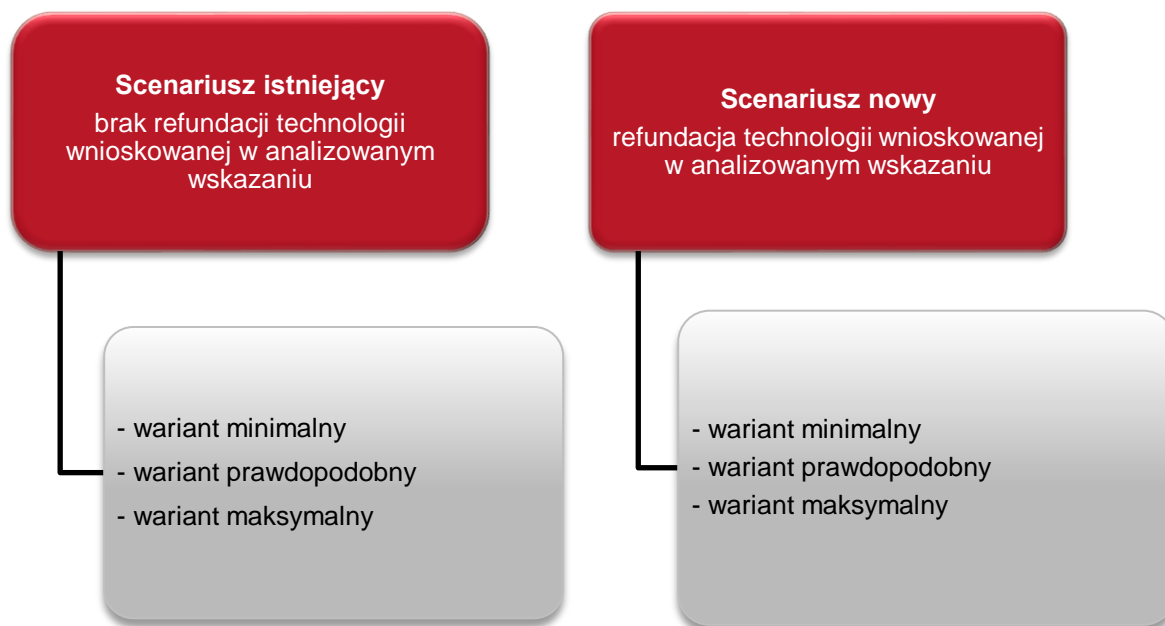 Scenariusz istniejący
brak refundacji technologii
wnioskowanej w analizowanym
wskazaniu
- wariant minimalny
- wariant prawdopodobny
- wariant maksymalny
Scenariusz nowy
refundacja technologii wnioskowanej
w analizowanym wskazaniu
- wariant minimalny
- wariant prawdopodobny
- wariant maksymalny